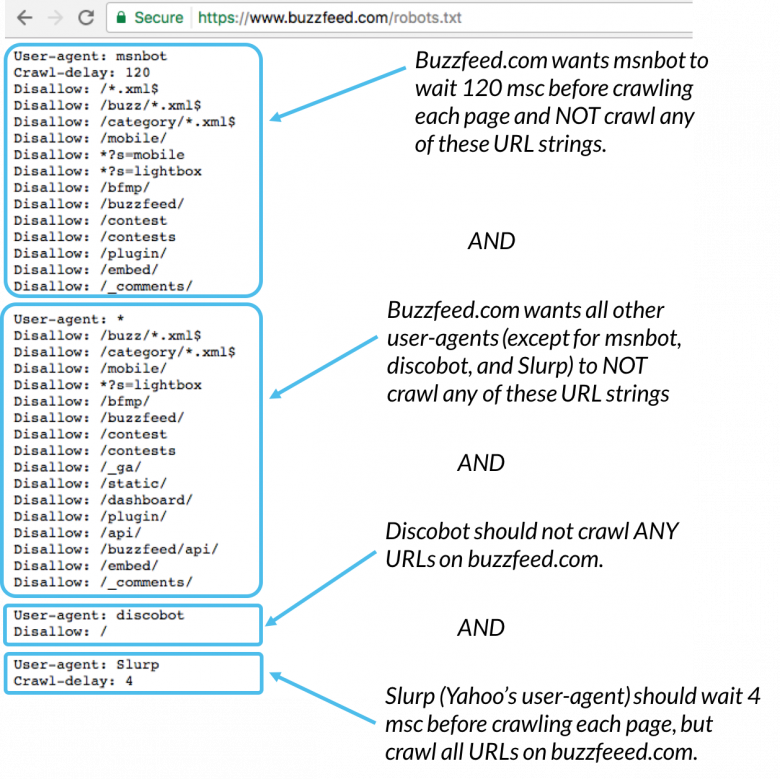 Secure https://www.buzzfeed.com/robots.txt
User-agent: msnbot
Crawl-delay: 120
Disallow: /*.xml$
Disallow: /buzz/*.xml$
Disallow: /category/*.xml$
Disallow: /mobile/
Disallow: *?s=mobile
Disallow: *?s=lightbox
Disallow: /bfmp/
Disallow: /buzzfeed/
Disallow: /contest
Disallow: /contests
Disallow: /plugin/
Disallow: /embed/
Disallow: /_comments/
Buzzfeed.com wants msnbot to
wait 120 msc before crawling
each page and NOT crawl any
of these URL strings.
AND
User-agent: *
Disallow: /buzz/*.xml$
Disallow: /category/*.xml$
Disallow: /mobile/
Disallow: *?s=lightbox
Disallow: /bfmp/
Disallow: /buzzfeed/
Disallow: /contest
Disallow: /contests
Disallow: /_ga/
Disallow: /static/
Disallow: /dashboard/
Disallow: /plugin/
Disallow: /api/
Disallow: /buzzfeed/api/
Disallow: /embed/
Disallow: /_comments/
Buzzfeed.com wants all other
user-agents (except for msnbot,
discobot, and Slurp) to NOT
crawl any of these URL strings
AND
User-agent: discobot
Disallow: /
Discobot should not crawl ANY
URLs on buzzfeed.com.
AND
User-agent: Slurp
Crawl-delay: 4
Slurp (Yahoo's user-agent) should wait 4
msc before crawling each page, but
crawl all URLs on buzzfeeed.com.